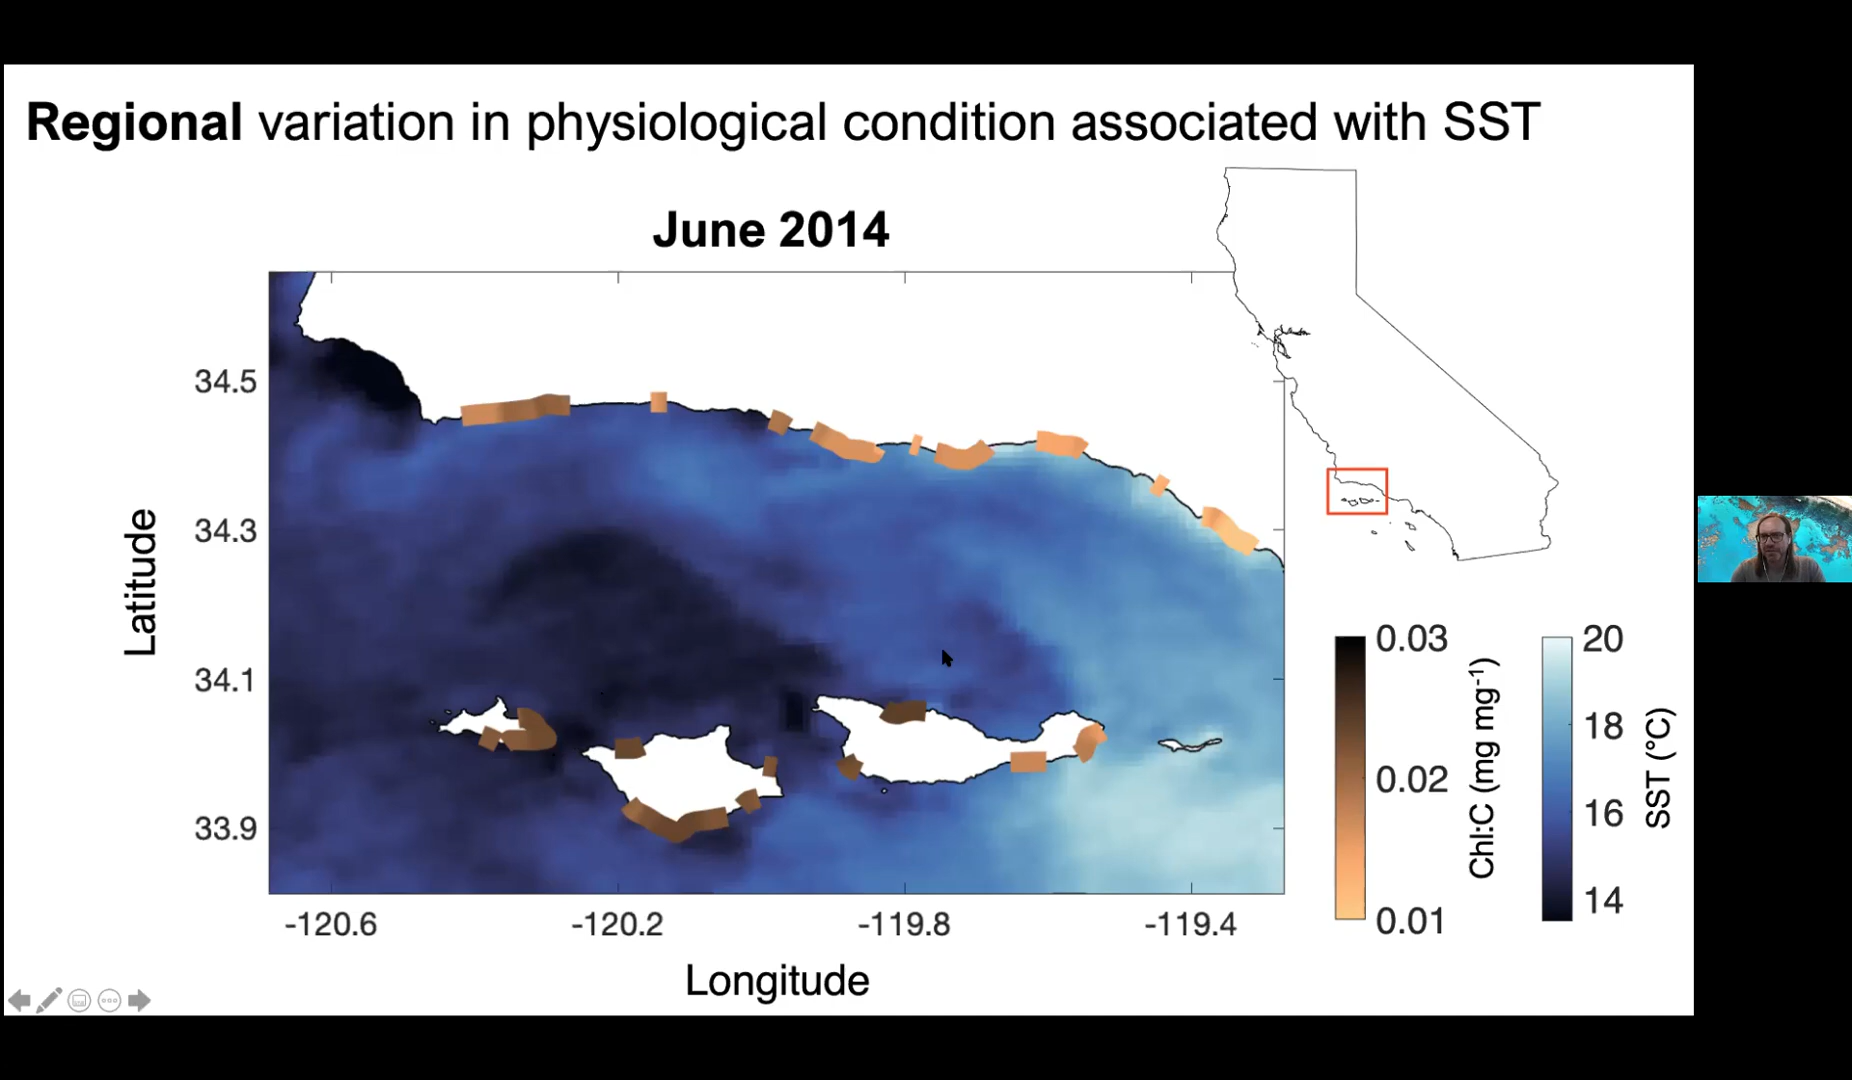 Regional variation in physiological condition associated with SST
June 2014
34.5
34.3
34.1
33.9
Latitude
-120.6
-120.2
-119.8
-119.4
Longitude
0.03
0.02
0.01
Chl:C (mg mg-1)
20
18
16
14
SST (°C)